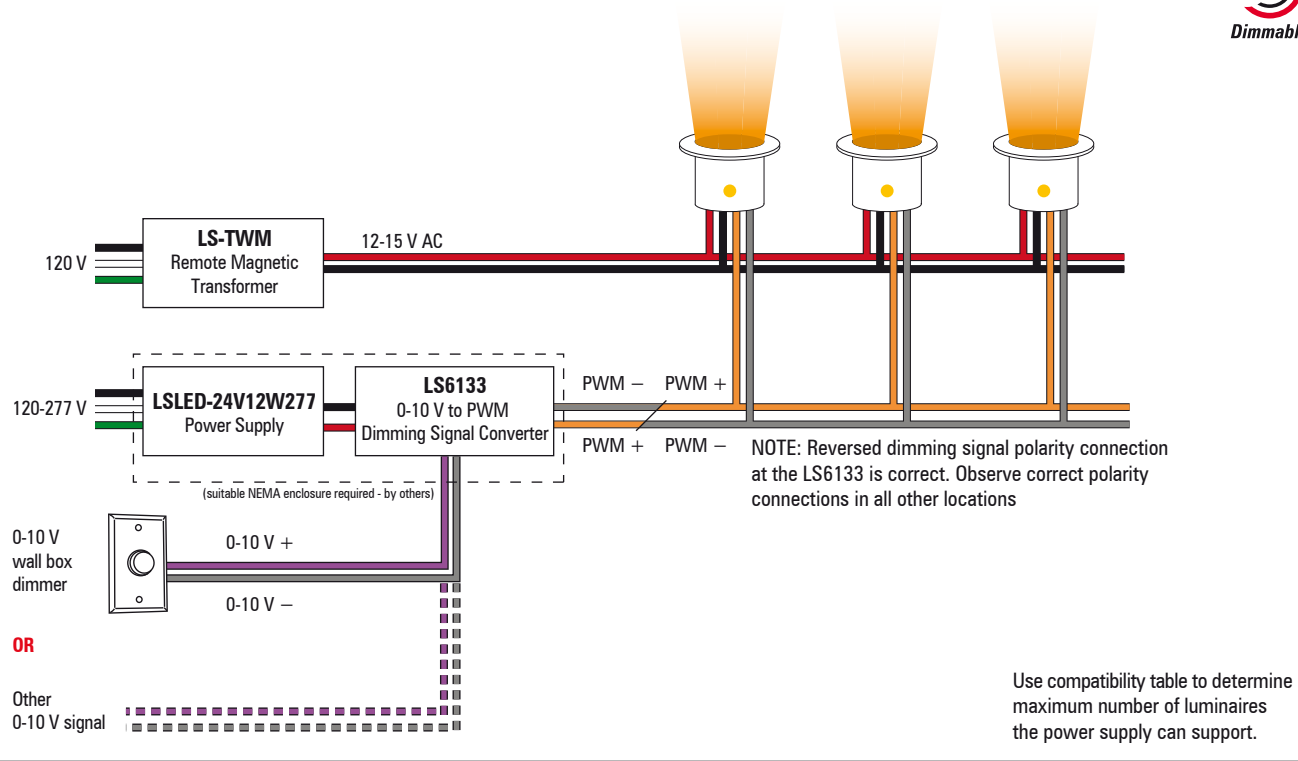 Dimmabl
LS-TWM
Remote Magnetic
Transformer
120 V
12-15 V AC
LSLED-24V12W277
Power Supply
120-277 V
LS6133
0-10 V to PWM
Dimming Signal Converter
PWM −
PWM +
PWM +
PWM −
NOTE: Reversed dimming signal polarity connection
at the LS6133 is correct. Observe correct polarity
connections in all other locations
(suitable NEMA enclosure required - by others)
0-10 V
wall box
dimmer
0-10 V +
0-10 V −
OR
Other
0-10 V signal
Use compatibility table to determine
maximum number of luminaires
the power supply can support.